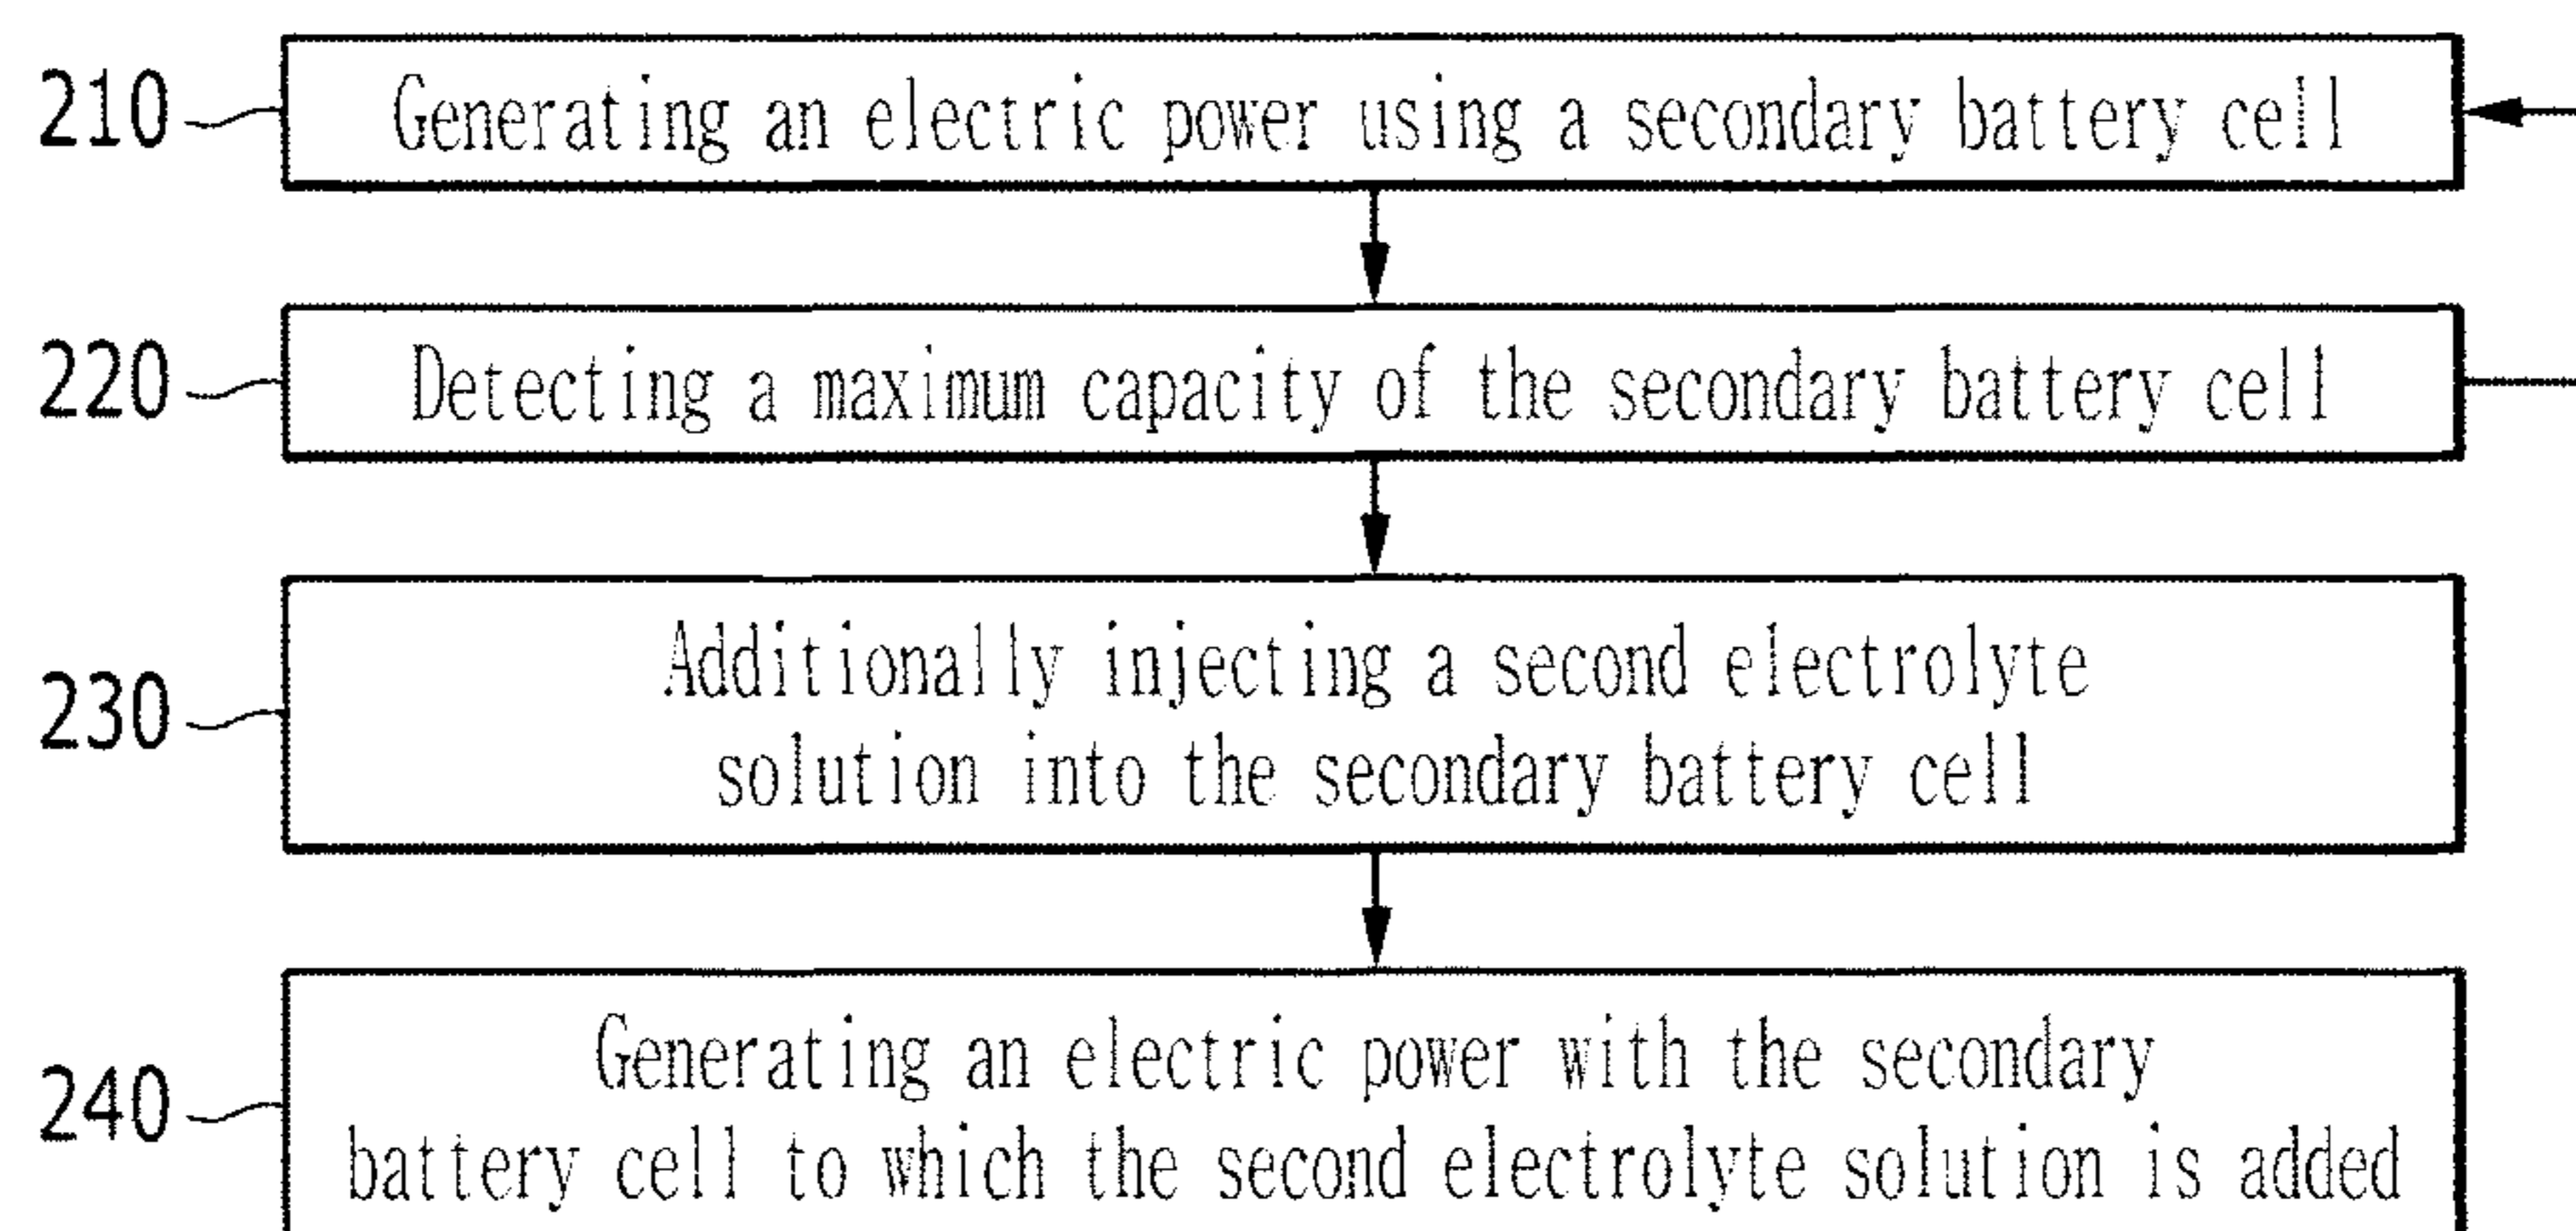 210 Generating an electric power using a secondary battery cell
220 Detecting a maximum capacity of the secondary battery cell
Additionally injecting a second electrolyte
230
solution into the secondary battery cell
Generating an electric power with the secondary
240
battery cell to which the second electrolyte solution is added